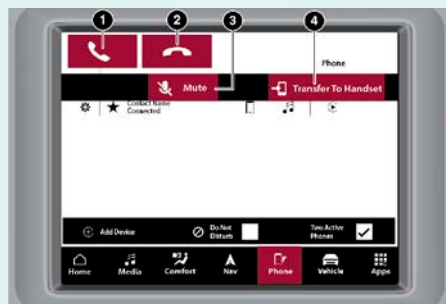 1 2 3 4
Phone
Mute Transfer To Handset
Contact Name
Connected
Add Device Do Not Disturb Two Active Phones
Home Media Comfort Nav Phone Vehicle Apps